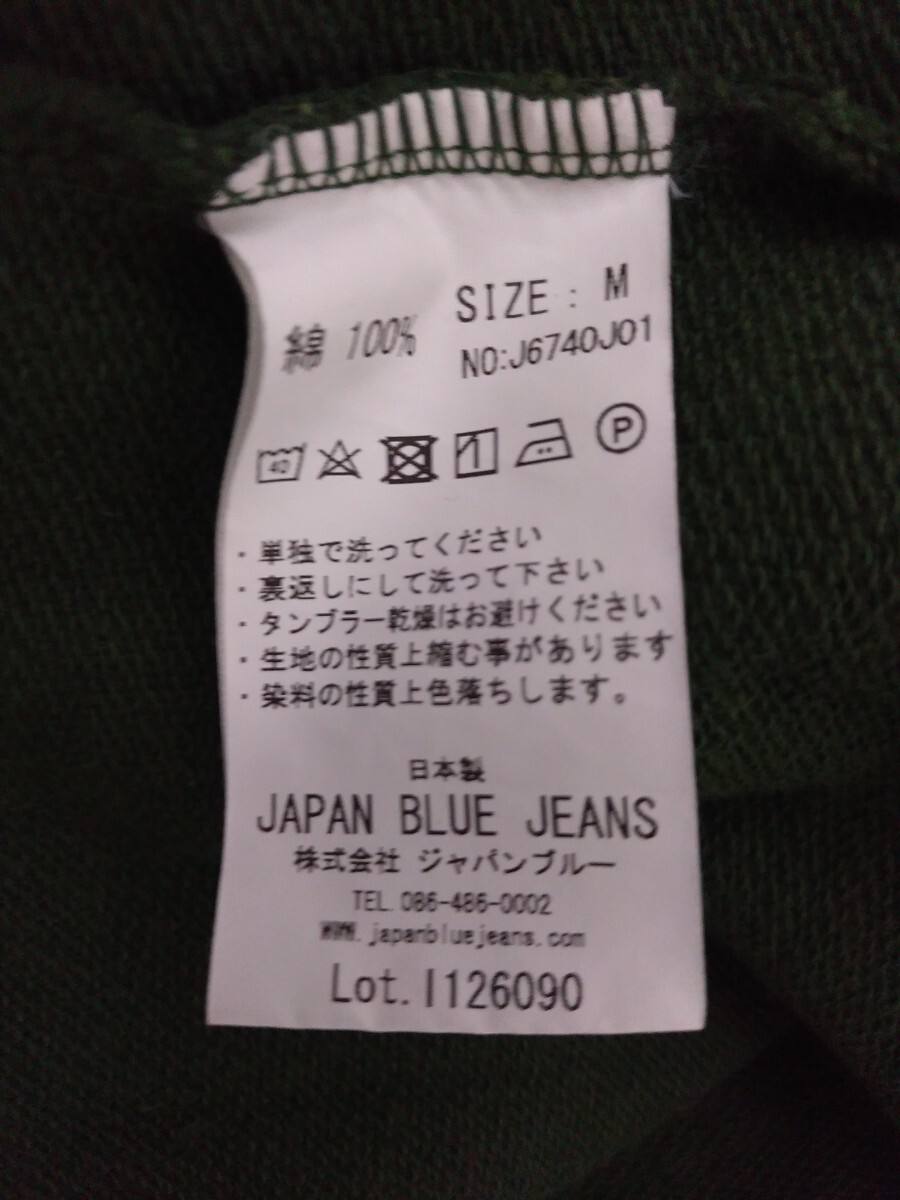 綿 100% SIZE : M
NO:J6740J01
40 P
・単独で洗ってください
・裏返しにして洗って下さい
・タンブラー乾燥はお避けください
・生地の性質上縮む事があります
・染料の性質上色落ちします。
日本製
JAPAN BLUE JEANS
株式会社 ジャパンブルー
TEL.086-486-0002
WWW.japanbluejeans.com
Lot.I126090